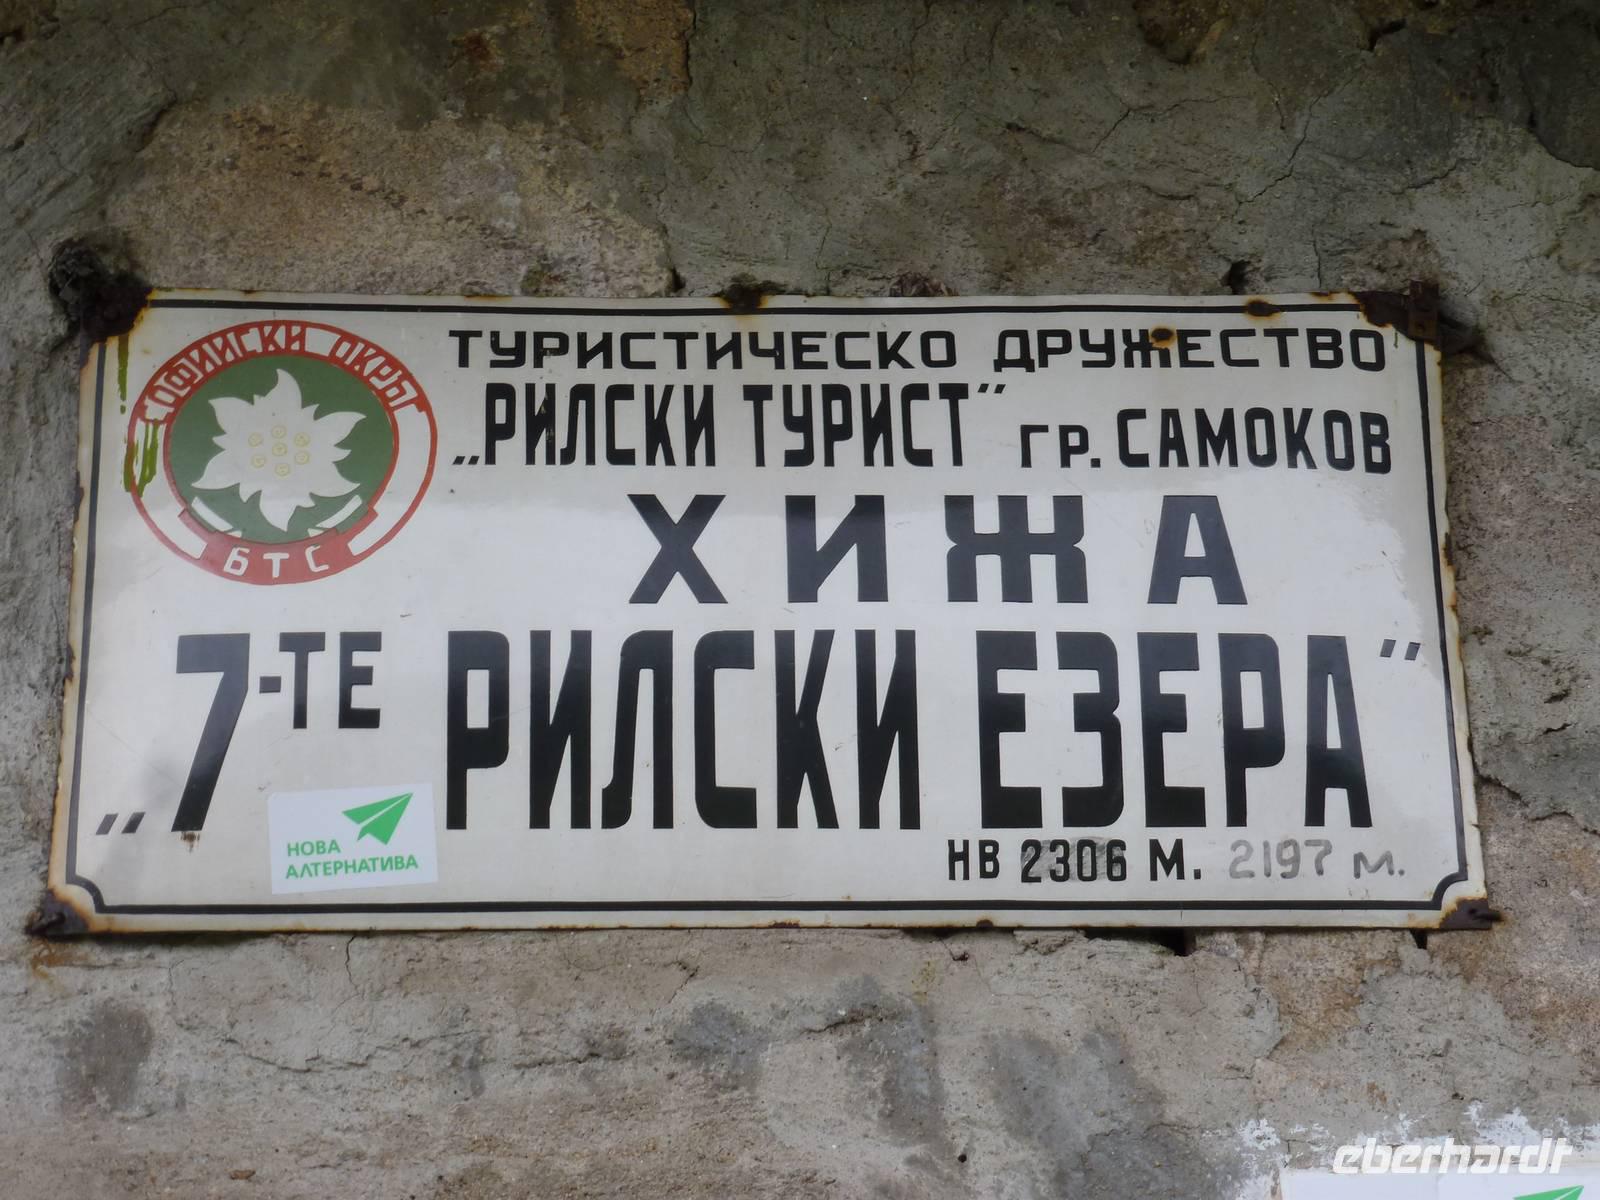 СОФИЙСКИ ОКРЪГ
БТС
ТУРИСТИЧЕСКО ДРУЖЕСТВО
„РИЛСКИ ТУРИСТ" ГР. САМОКОВ
ХИЖА
„7-ТЕ РИЛСКИ ЕЗЕРА"
НВ 2306 М. 2197 м.
НОВА
АЛТЕРНАТИВА
eberhardt